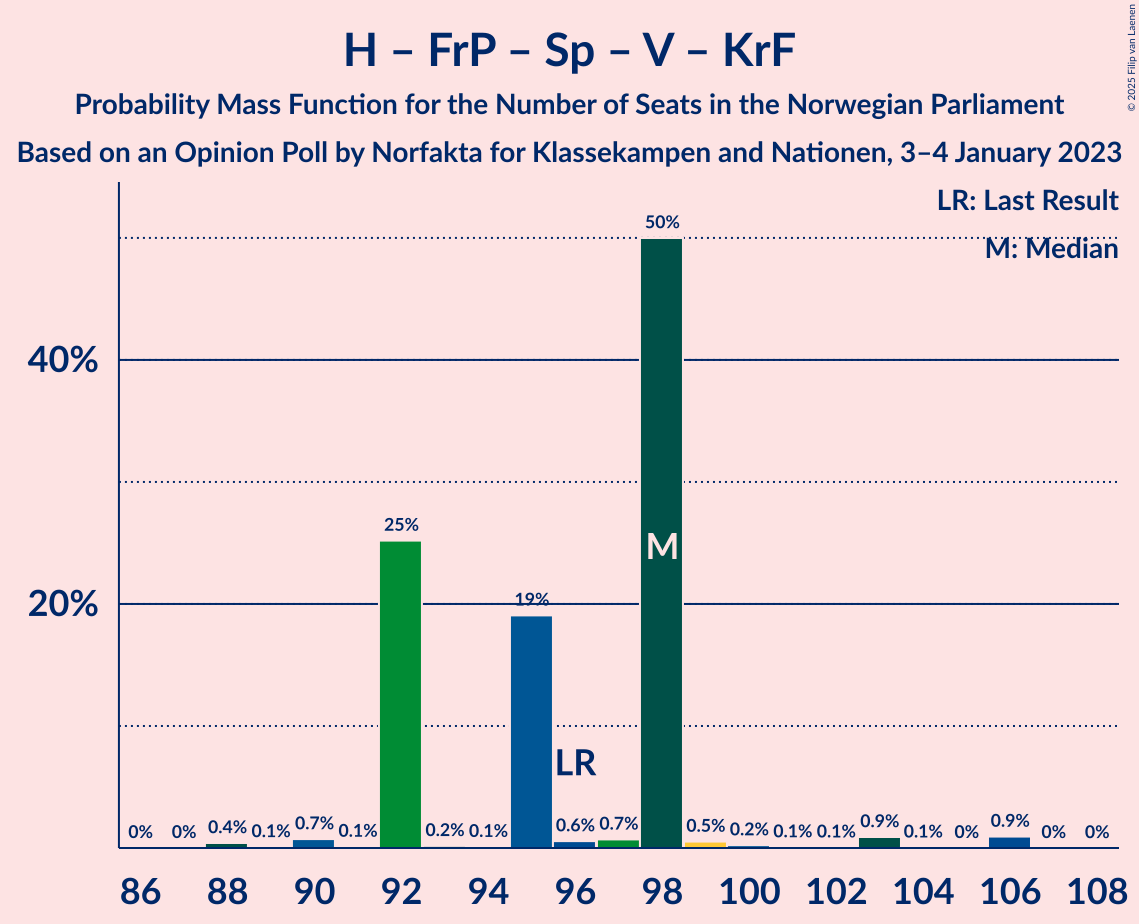 H – FrP – Sp – V – KrF
Probability Mass Function for the Number of Seats in the Norwegian Parliament
Based on an Opinion Poll by Norfakta for Klassekampen and Nationen, 3–4 January 2023
© 2025 Filip van Laenen
LR: Last Result
M: Median
50%
40%
M
25%
20%
19%
LR
0% 0% 0.4% 0.1% 0.7% 0.1% 0.2% 0.1% 0.6% 0.7% 0.5% 0.2% 0.1% 0.1% 0.9% 0.1% 0% 0.9% 0% 0%
86 88 90 92 94 96 98 100 102 104 106 108